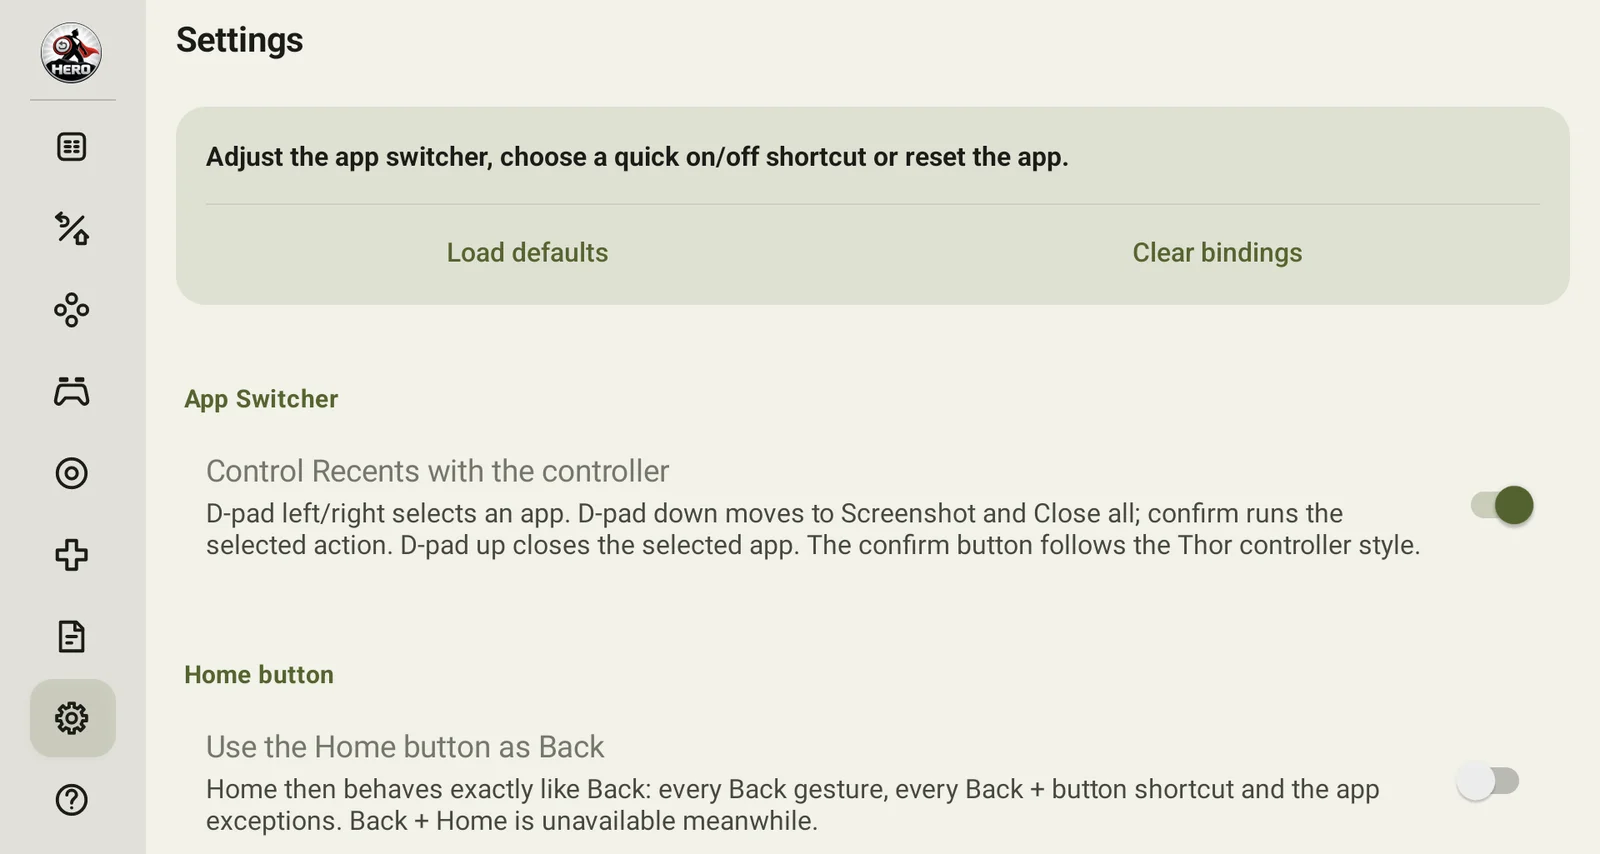 HERO
Settings
Adjust the app switcher, choose a quick on/off shortcut or reset the app.
Load defaults
Clear bindings
App Switcher
Control Recents with the controller
D-pad left/right selects an app. D-pad down moves to Screenshot and Close all; confirm runs the
selected action. D-pad up closes the selected app. The confirm button follows the Thor controller style.
Home button
Use the Home button as Back
Home then behaves exactly like Back: every Back gesture, every Back + button shortcut and the app
exceptions. Back + Home is unavailable meanwhile.